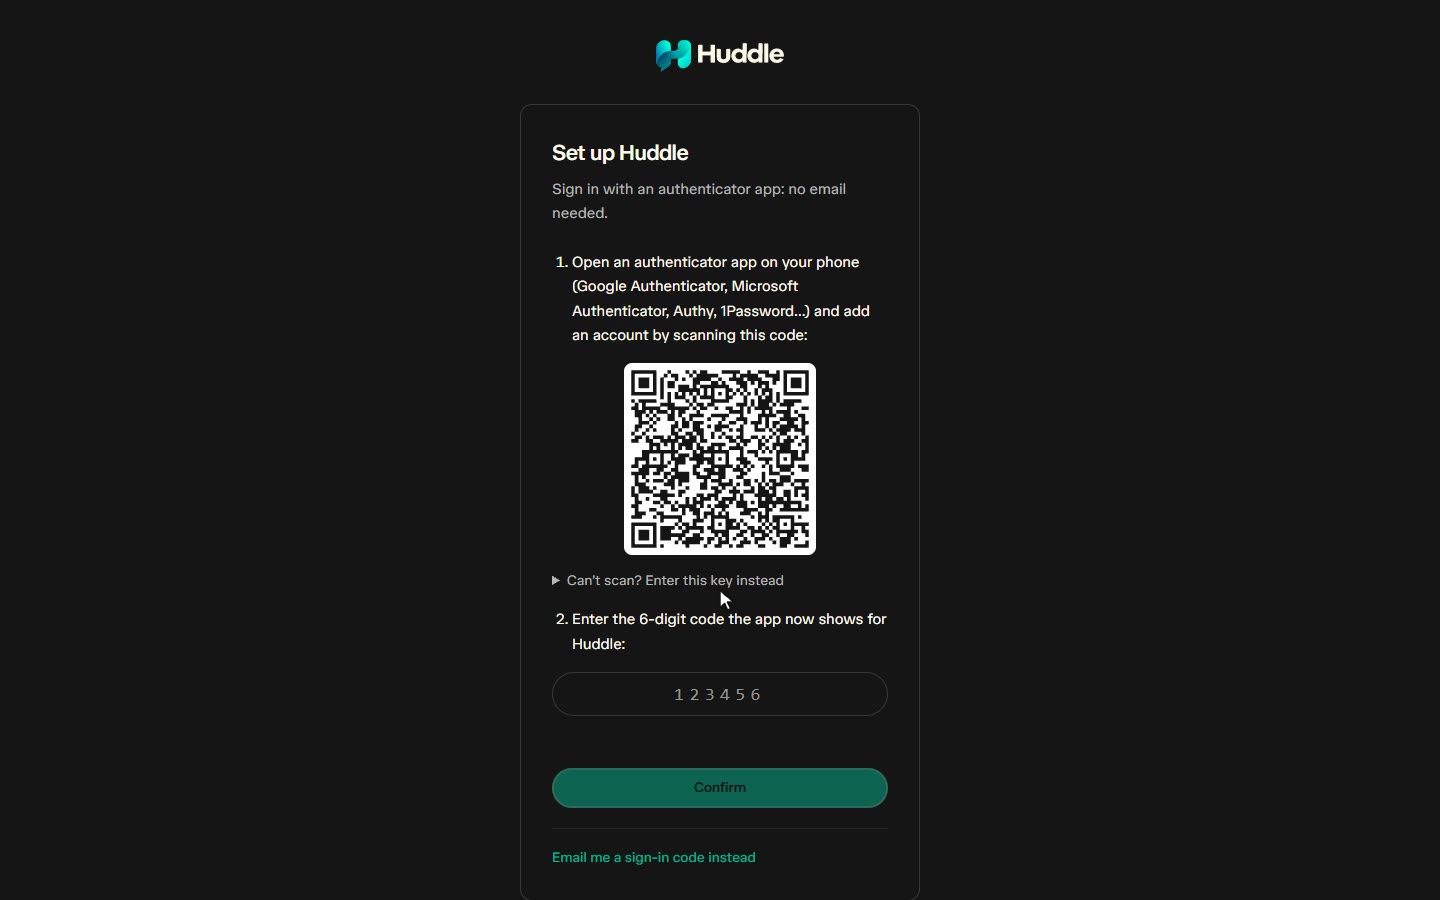 Huddle
Set up Huddle
Sign in with an authenticator app: no email
needed.
1. Open an authenticator app on your phone
(Google Authenticator, Microsoft
Authenticator, Authy, 1Password...) and add
an account by scanning this code:
Can't scan? Enter this key instead
2. Enter the 6-digit code the app now shows for
Huddle:
123456
Confirm
Email me a sign-in code instead